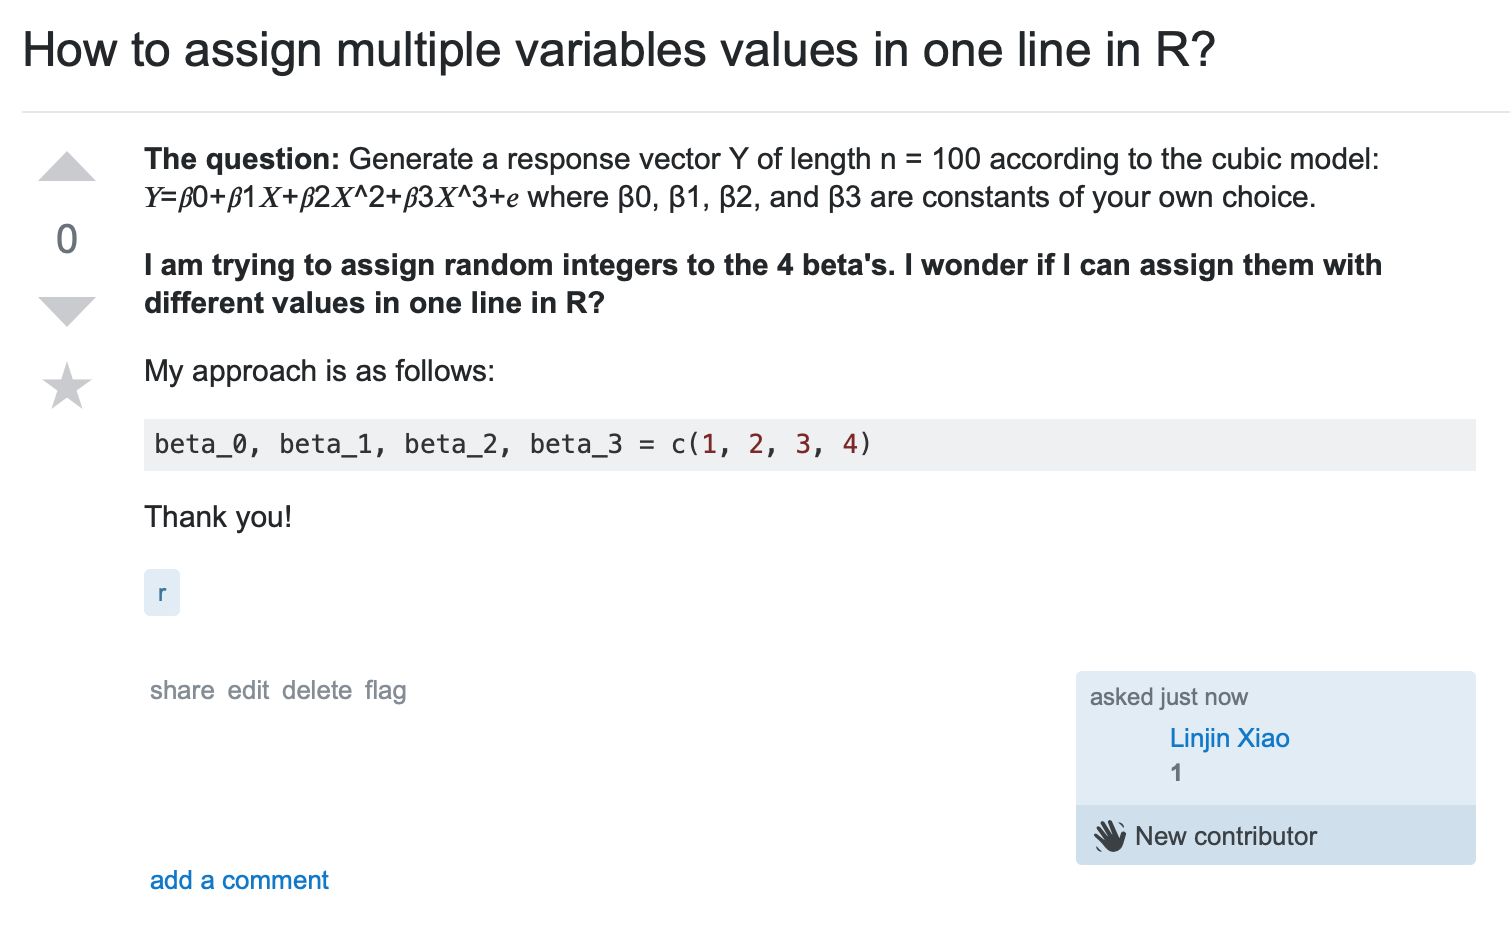 How to assign multiple variables values in one line in R?
The question: Generate a response vector Y of length n = 100 according to the cubic model:
Y=β0+β1X+β2X^2+β3X^3+e where β0, β1, β2, and β3 are constants of your own choice.
0
I am trying to assign random integers to the 4 beta's. I wonder if I can assign them with
different values in one line in R?
My approach is as follows:
beta_0, beta_1, beta_2, beta_3 = c(1, 2, 3, 4)
Thank you!
r
share edit delete flag
asked just now
Linjin Xiao
1
New contributor
add a comment